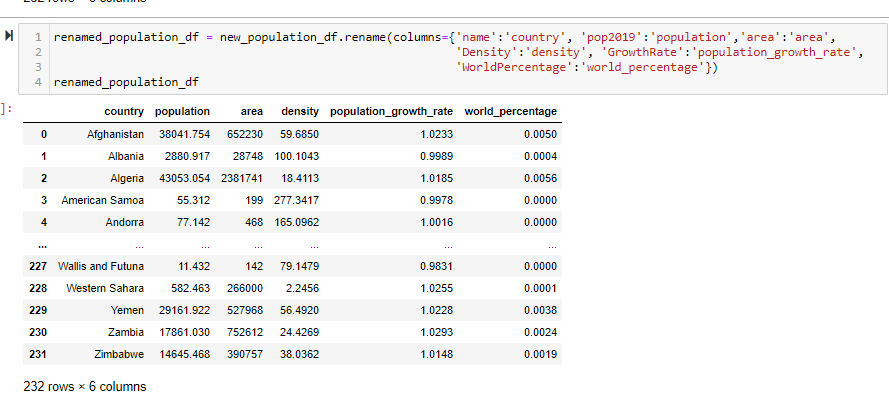 232 rows × 6 columns
1 renamed_population_df = new_population_df.rename(columns={'name':'country', 'pop2019':'population','area':'area',
2 'Density':'density', 'GrowthRate':'population_growth_rate',
3 'WorldPercentage':'world_percentage'})
4 renamed_population_df
]:
country population area density population_growth_rate world_percentage
0 Afghanistan 38041.754 652230 59.6850 1.0233 0.0050
1 Albania 2880.917 28748 100.1043 0.9989 0.0004
2 Algeria 43053.054 2381741 18.4113 1.0185 0.0056
3 American Samoa 55.312 199 277.3417 0.9978 0.0000
4 Andorra 77.142 468 165.0962 1.0016 0.0000
... ... ... ... ... ... ...
227 Wallis and Futuna 11.432 142 79.1479 0.9831 0.0000
228 Western Sahara 582.463 266000 2.2456 1.0255 0.0001
229 Yemen 29161.922 527968 56.4920 1.0228 0.0038
230 Zambia 17861.030 752612 24.4269 1.0293 0.0024
231 Zimbabwe 14645.468 390757 38.0362 1.0148 0.0019
232 rows × 6 columns